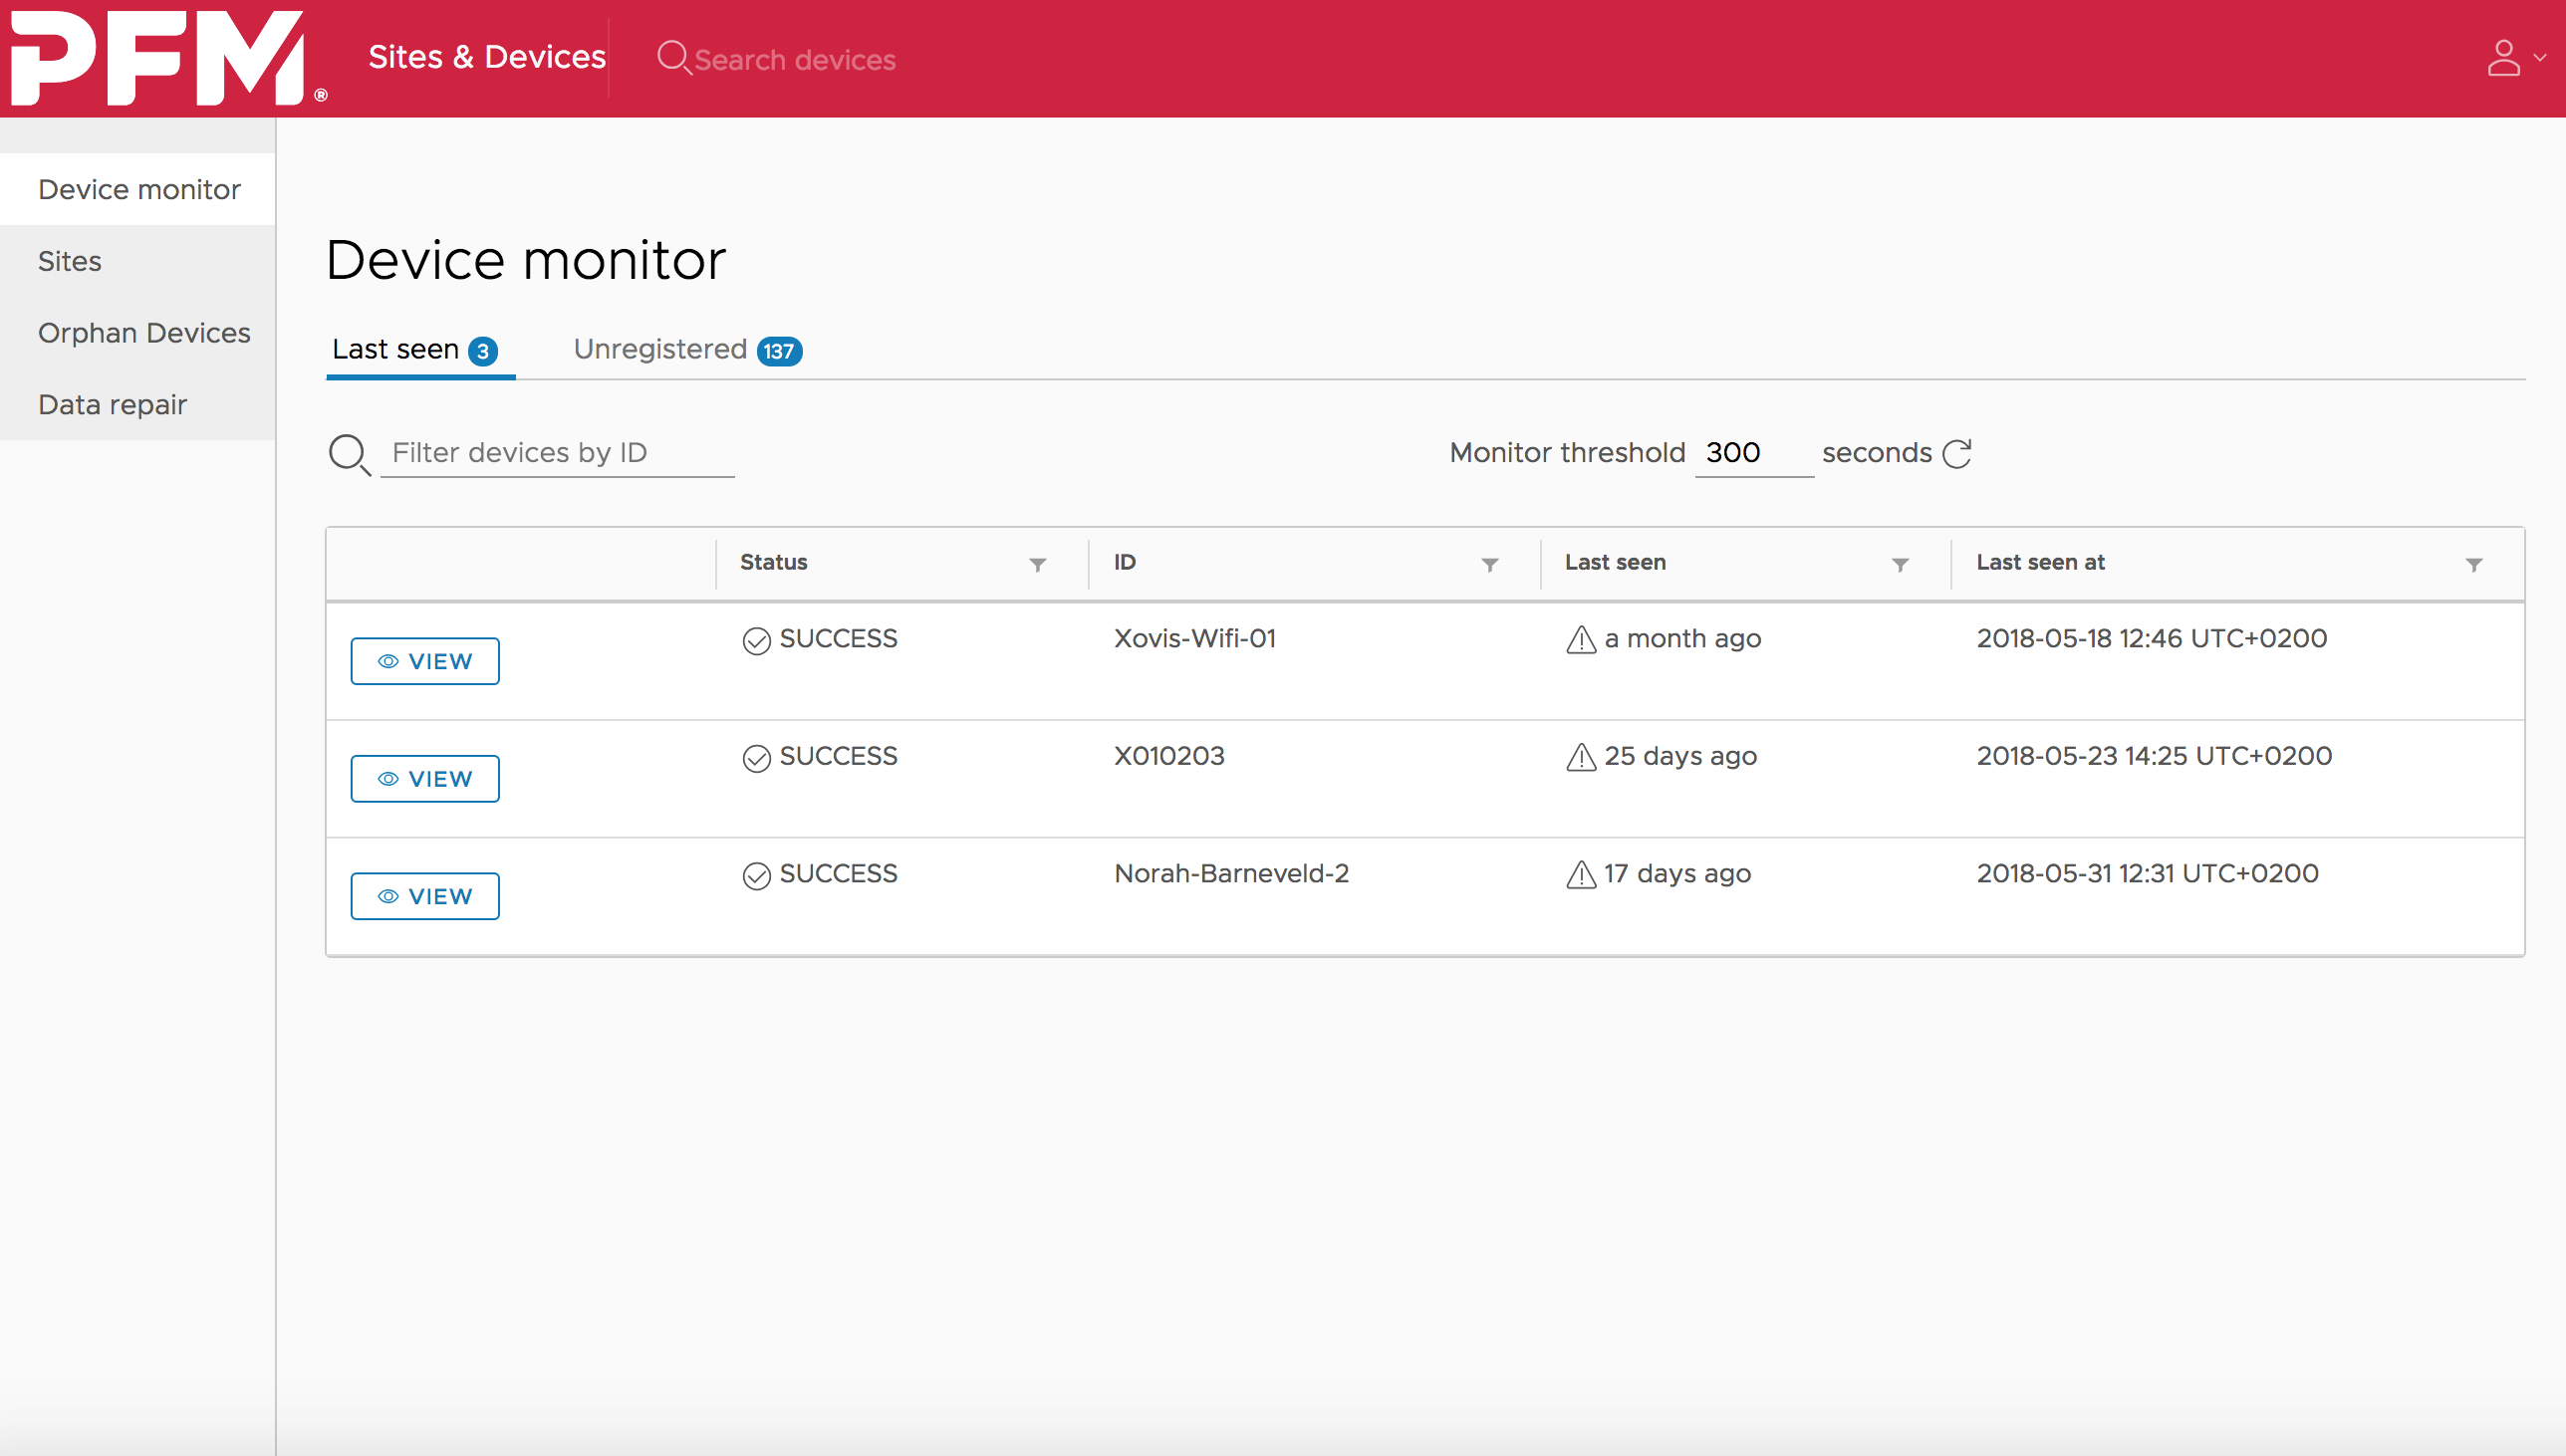 PFM®
Sites & Devices
Search devices
Device monitor
Sites
Orphan Devices
Data repair
Device monitor
Last seen 3 Unregistered 137
Filter devices by ID Monitor threshold 300 seconds
Status ID Last seen Last seen at
VIEW SUCCESS Xovis-Wifi-01 a month ago 2018-05-18 12:46 UTC+0200
VIEW SUCCESS X010203 25 days ago 2018-05-23 14:25 UTC+0200
VIEW SUCCESS Norah-Barneveld-2 17 days ago 2018-05-31 12:31 UTC+0200